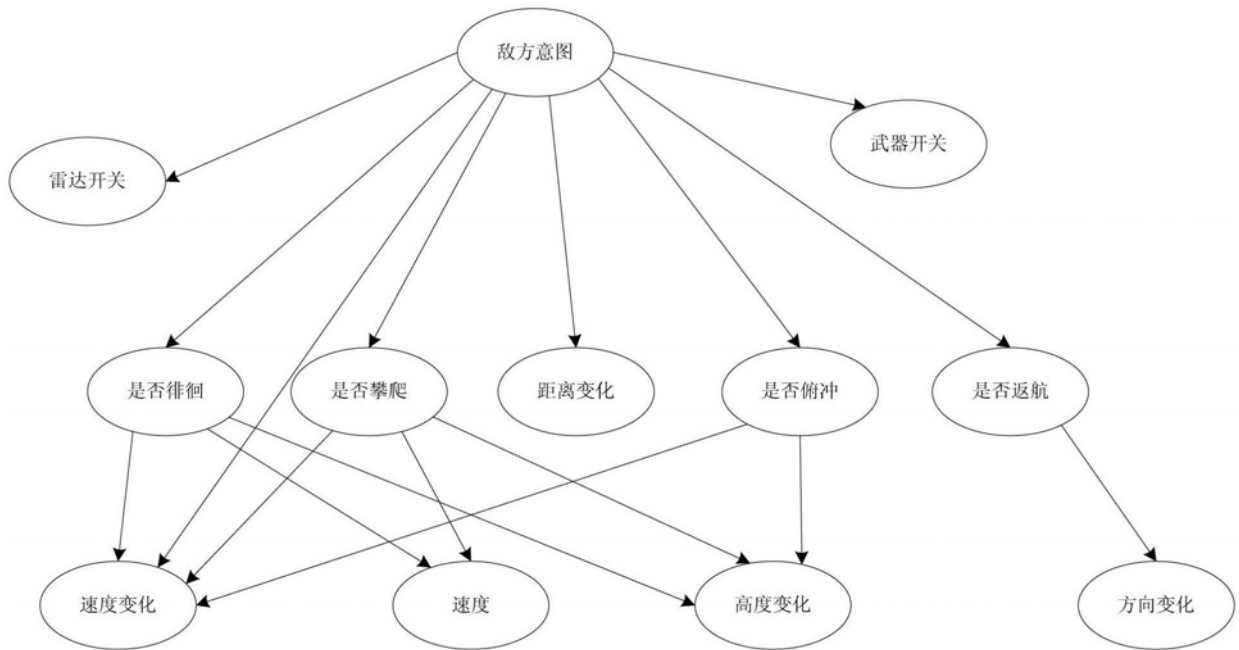 敌方意图
武器开关
雷达开关
是否徘徊
是否攀爬
距离变化
是否俯冲
是否返航
速度变化
速度
高度变化
方向变化